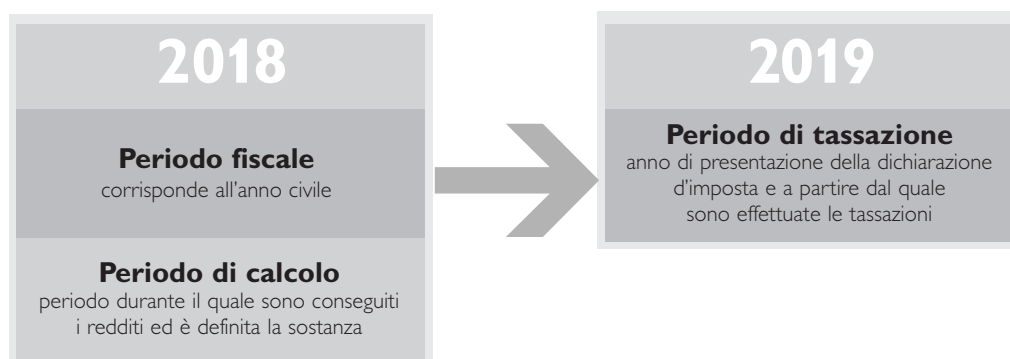 2018
Periodo fiscale
corrisponde all'anno civile
Periodo di calcolo
periodo durante il quale sono conseguiti
i redditi ed è definita la sostanza
2019
Periodo di tassazione
anno di presentazione della dichiarazione
d'imposta e a partire dal quale
sono effettuate le tassazioni